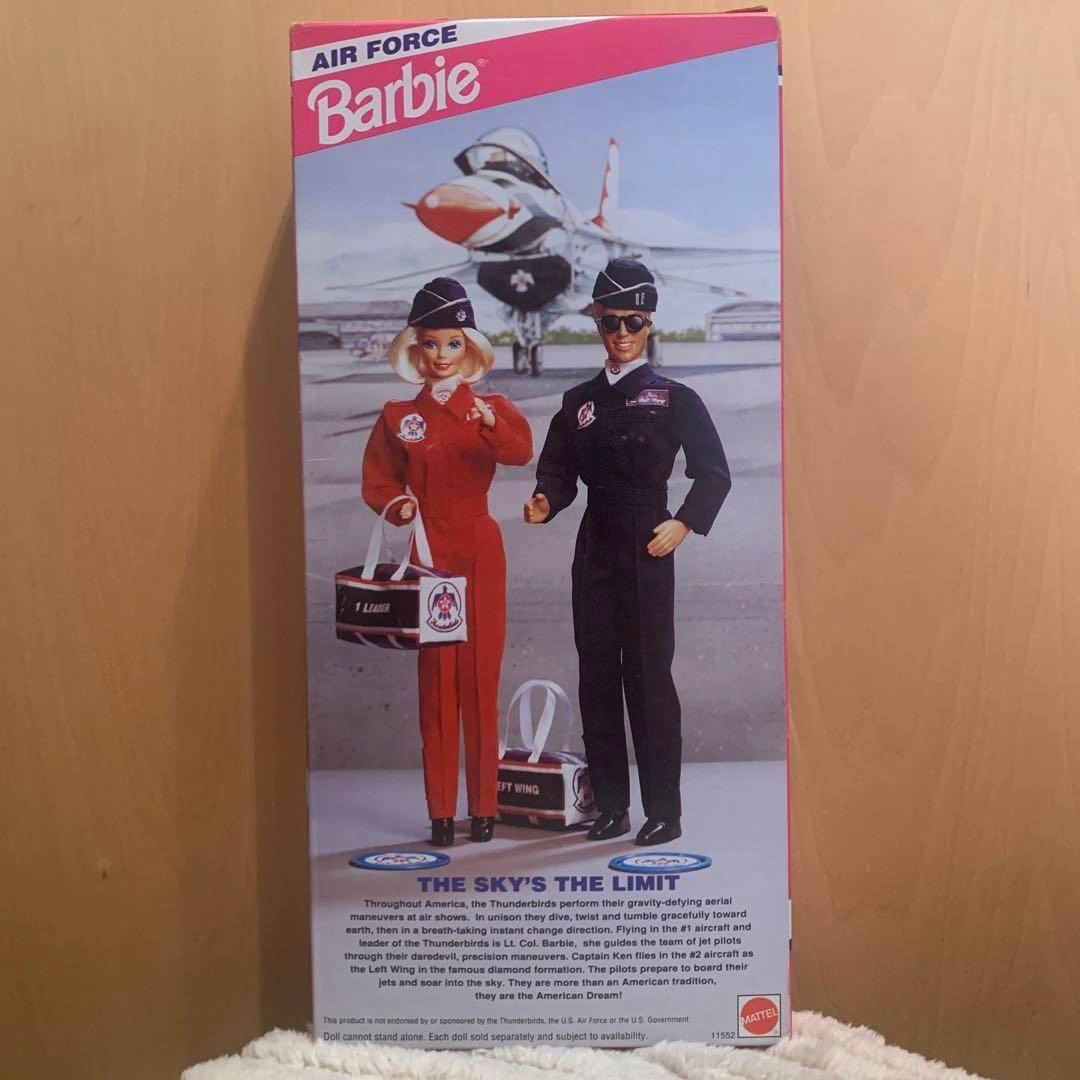 AIR FORCE
Barbie®
1 LEADER
EFT WING
THE SKY'S THE LIMIT
Throughout America, the Thunderbirds perform their gravity-defying aerial
maneuvers at air shows. In unison they dive, twist and tumble gracefully toward
earth, then in a breath-taking instant change direction. Flying in the #1 aircraft and
leader of the Thunderbirds is Lt. Col. Barbie, she guides the team of jet pilots
through their daredevil, precision maneuvers. Captain Ken flies in the #2 aircraft as
the Left Wing in the famous diamond formation. The pilots prepare to board their
jets and soar into the sky. They are more than an American tradition,
they are the American Dream!
This product is not endorsed by or sponsored by the Thunderbirds, the U.S. Air Force or the U.S. Government
Doll cannot stand alone. Each doll sold separately and subject to availability.
11552
MATTEL